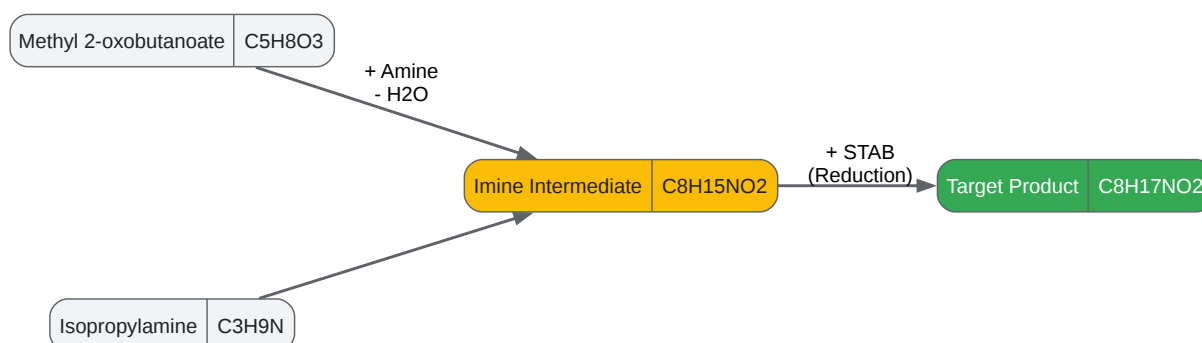 Methyl 2-oxobutanoate C5H8O3
+ Amine
- H2O
Imine Intermediate C8H15NO2
+ STAB
(Reduction)
Target Product C8H17NO2
Isopropylamine C3H9N